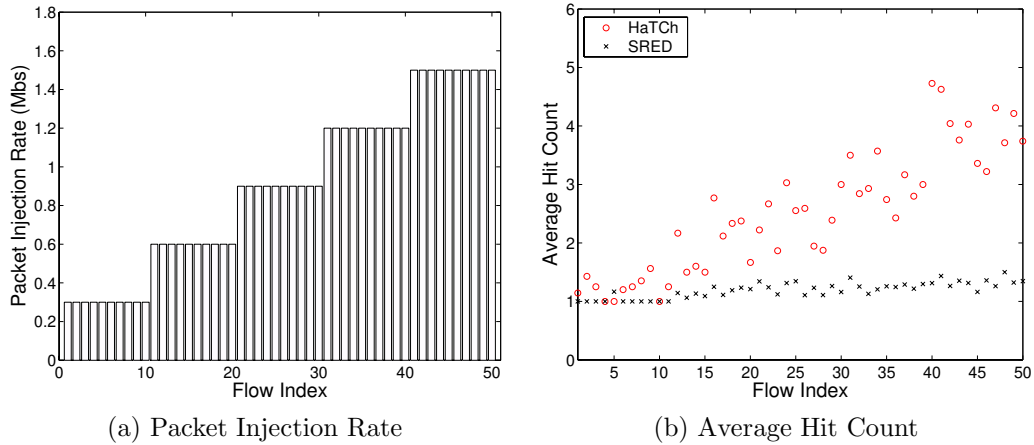 1.8
1.6
1.4
1.2
1
0.8
0.6
0.4
0.2
0
Packet Injection Rate (Mbs)
0 10 20 30 40 50
Flow Index
(a) Packet Injection Rate
HaTCh
SRED
6
5
4
3
2
1
0
Average Hit Count
5 10 15 20 25 30 35 40 45 50
Flow Index
(b) Average Hit Count